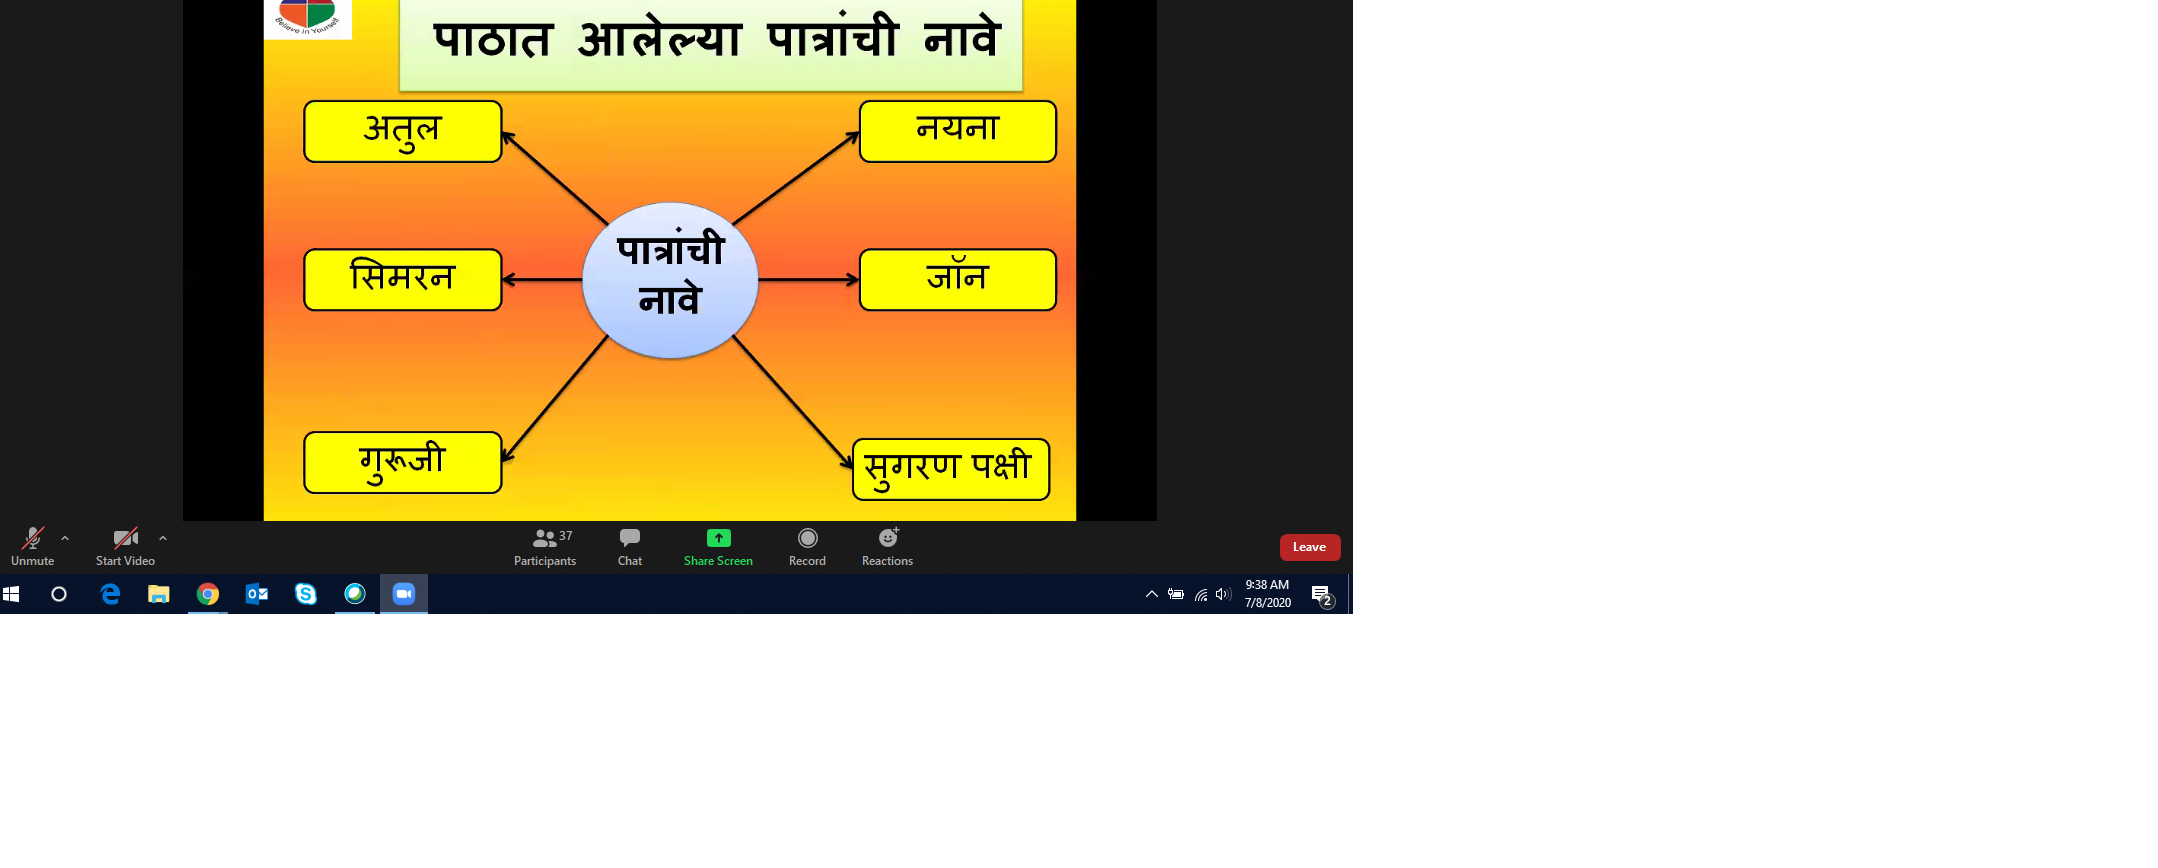 Believe in Yourself
पाठात आलेल्या पात्रांची नावे
अतुल
नयना
पात्रांची
नावे
सिमरन
जॉन
गुरूजी
सुगरण पक्षी
Unmute
Start Video
37
Participants
Chat
Share Screen
Record
Reactions
Leave
9:38 AM
7/8/2020
2